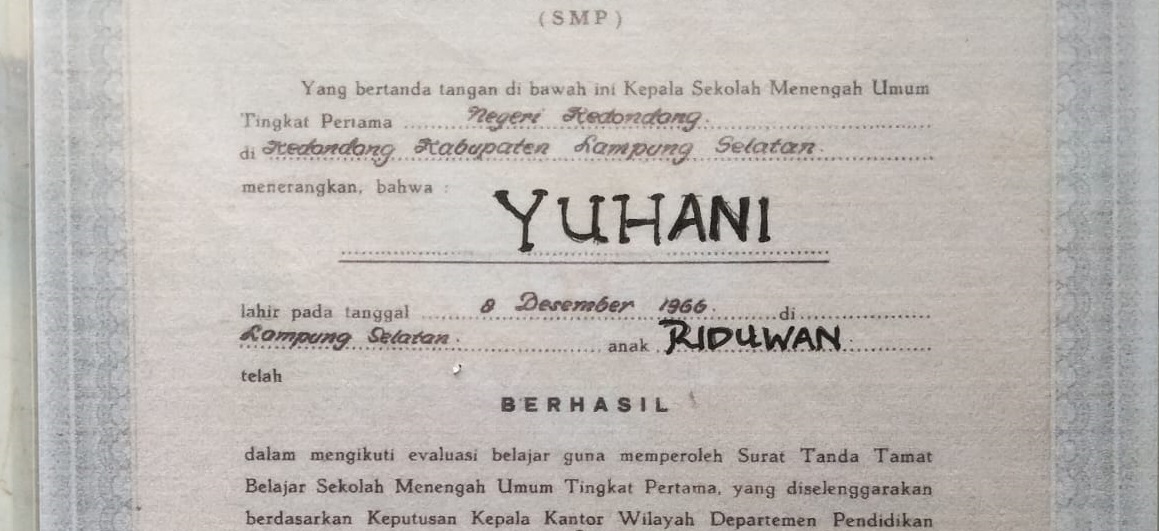 (SMP)
Yang bertanda tangan di bawah ini Kepala Sekolah Menengah Umum
Tingkat Pertama ........ Negeri Kedondong. ........
di Kedondong Kabupaten Lampung Selatan. ........
menerangkan, bahwa :
YUHANI
lahir pada tanggal ........ 8 Desember 1966. ........ di ........
Lampung Selatan. ........ anak RIDUWAN ........
telah
BERHASIL
dalam mengikuti evaluasi belajar guna memperoleh Surat Tanda Tamat
Belajar Sekolah Menengah Umum Tingkat Pertama, yang diselenggarakan
berdasarkan Keputusan Kepala Kantor Wilayah Departemen Pendidikan